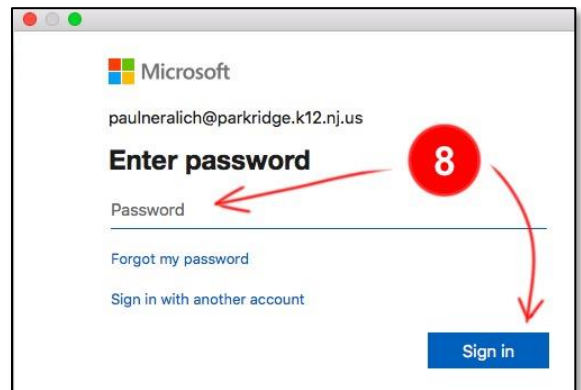 Microsoft
paulneralich@parkridge.k12.nj.us
Enter password
8
Password
Forgot my password
Sign in with another account
Sign in